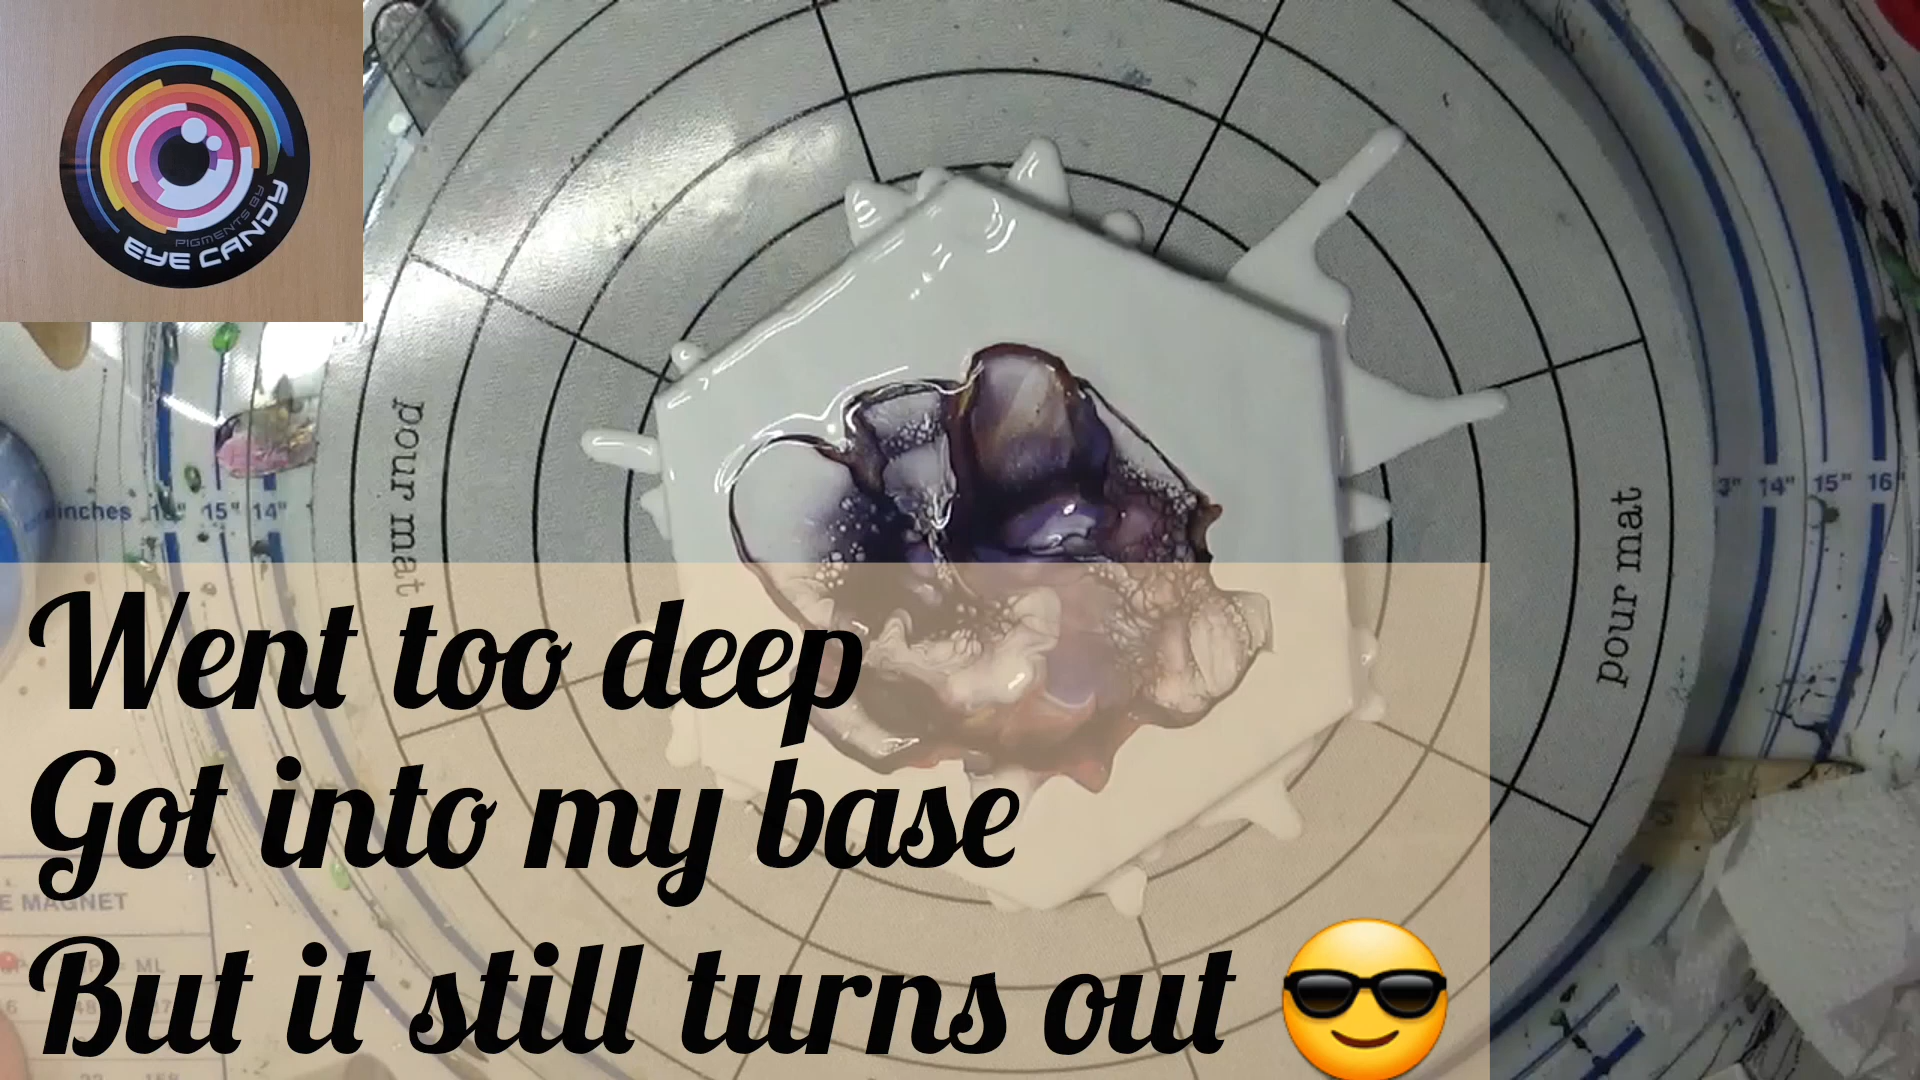 PIGMENTS BY
EYE CANDY
pour mat
inches 15" 14"
3" 14" 15" 16"
pour mat
Went too deep
Got into my base
But it still turns out 😎
E MAGNET
ML